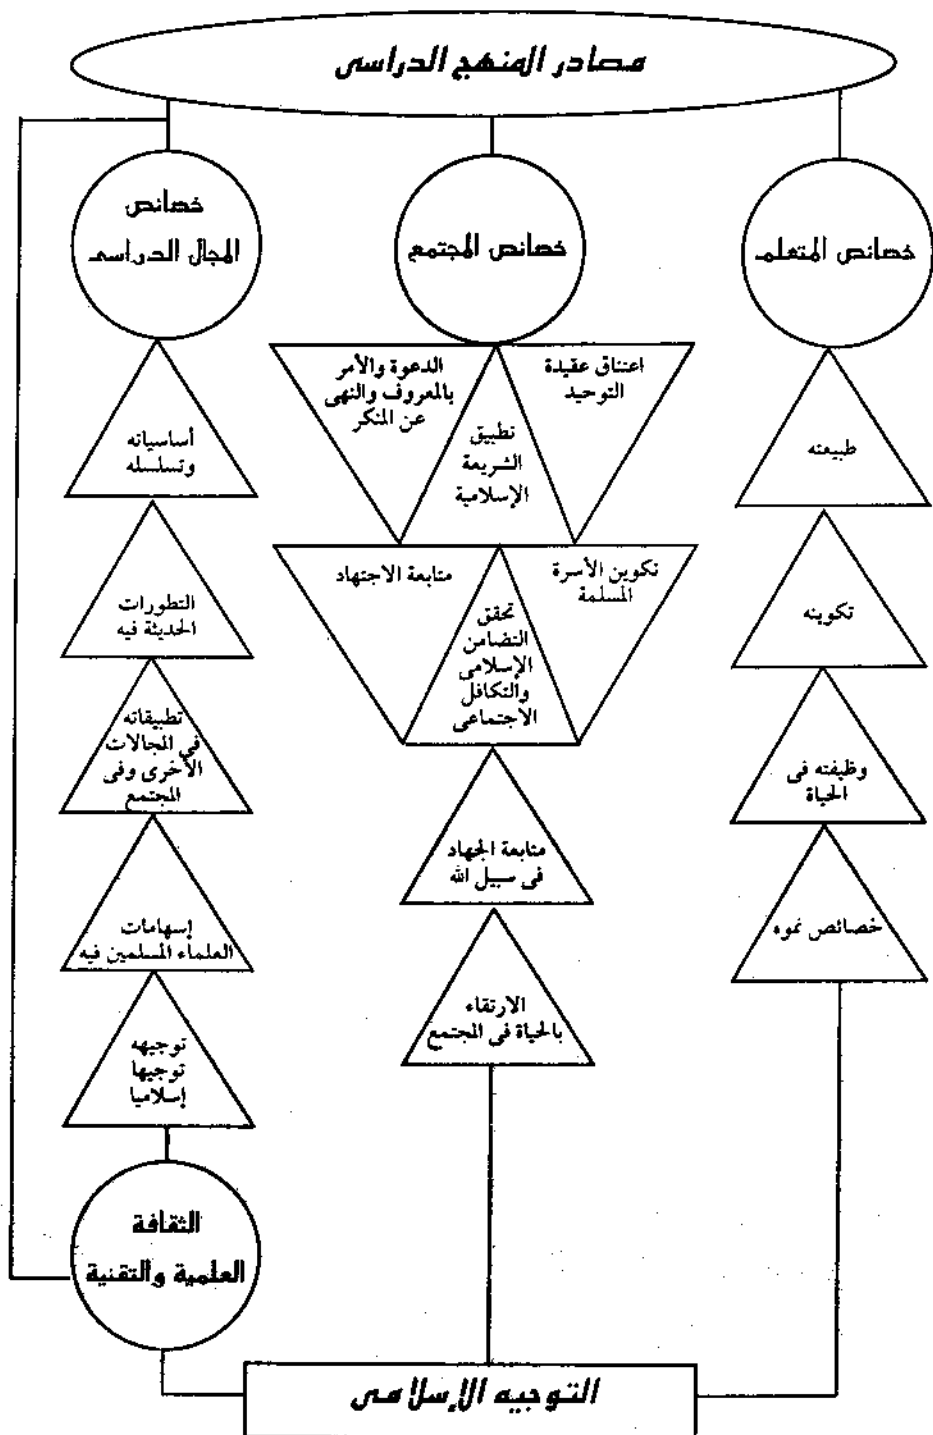 مصادر المنهج الدراسى
خصائص المتعلم
طبيعته
تكوينه
وظيفته فى
الحياة
خصائص نموه
خصائص المجتمع
اعتناق عقيدة
التوحيد
تطبيق
الشريعة
الإسلامية
الدعوة والأمر
بالمعروف والنهى
عن المنكر
تكوين الأسرة
المسلمة
تحقق
التضامن
الإسلامى
والتكافل
الاجتماعى
متابعة الاجتهاد
متابعة الجهاد
فى سبيل الله
الارتقاء
بالحياة فى المجتمع
خصائص
المجال الدراسى
أساسياته
وتسلسله
التطورات
الحديثة فيه
تطبيقاته
فى المجالات
الأخرى وفى
المجتمع
إسهامات
العلماء المسلمين فيه
توجيهه
توجيها
إسلاميا
الثقافة
العلمية والتقنية
التوجيه الإسلامى